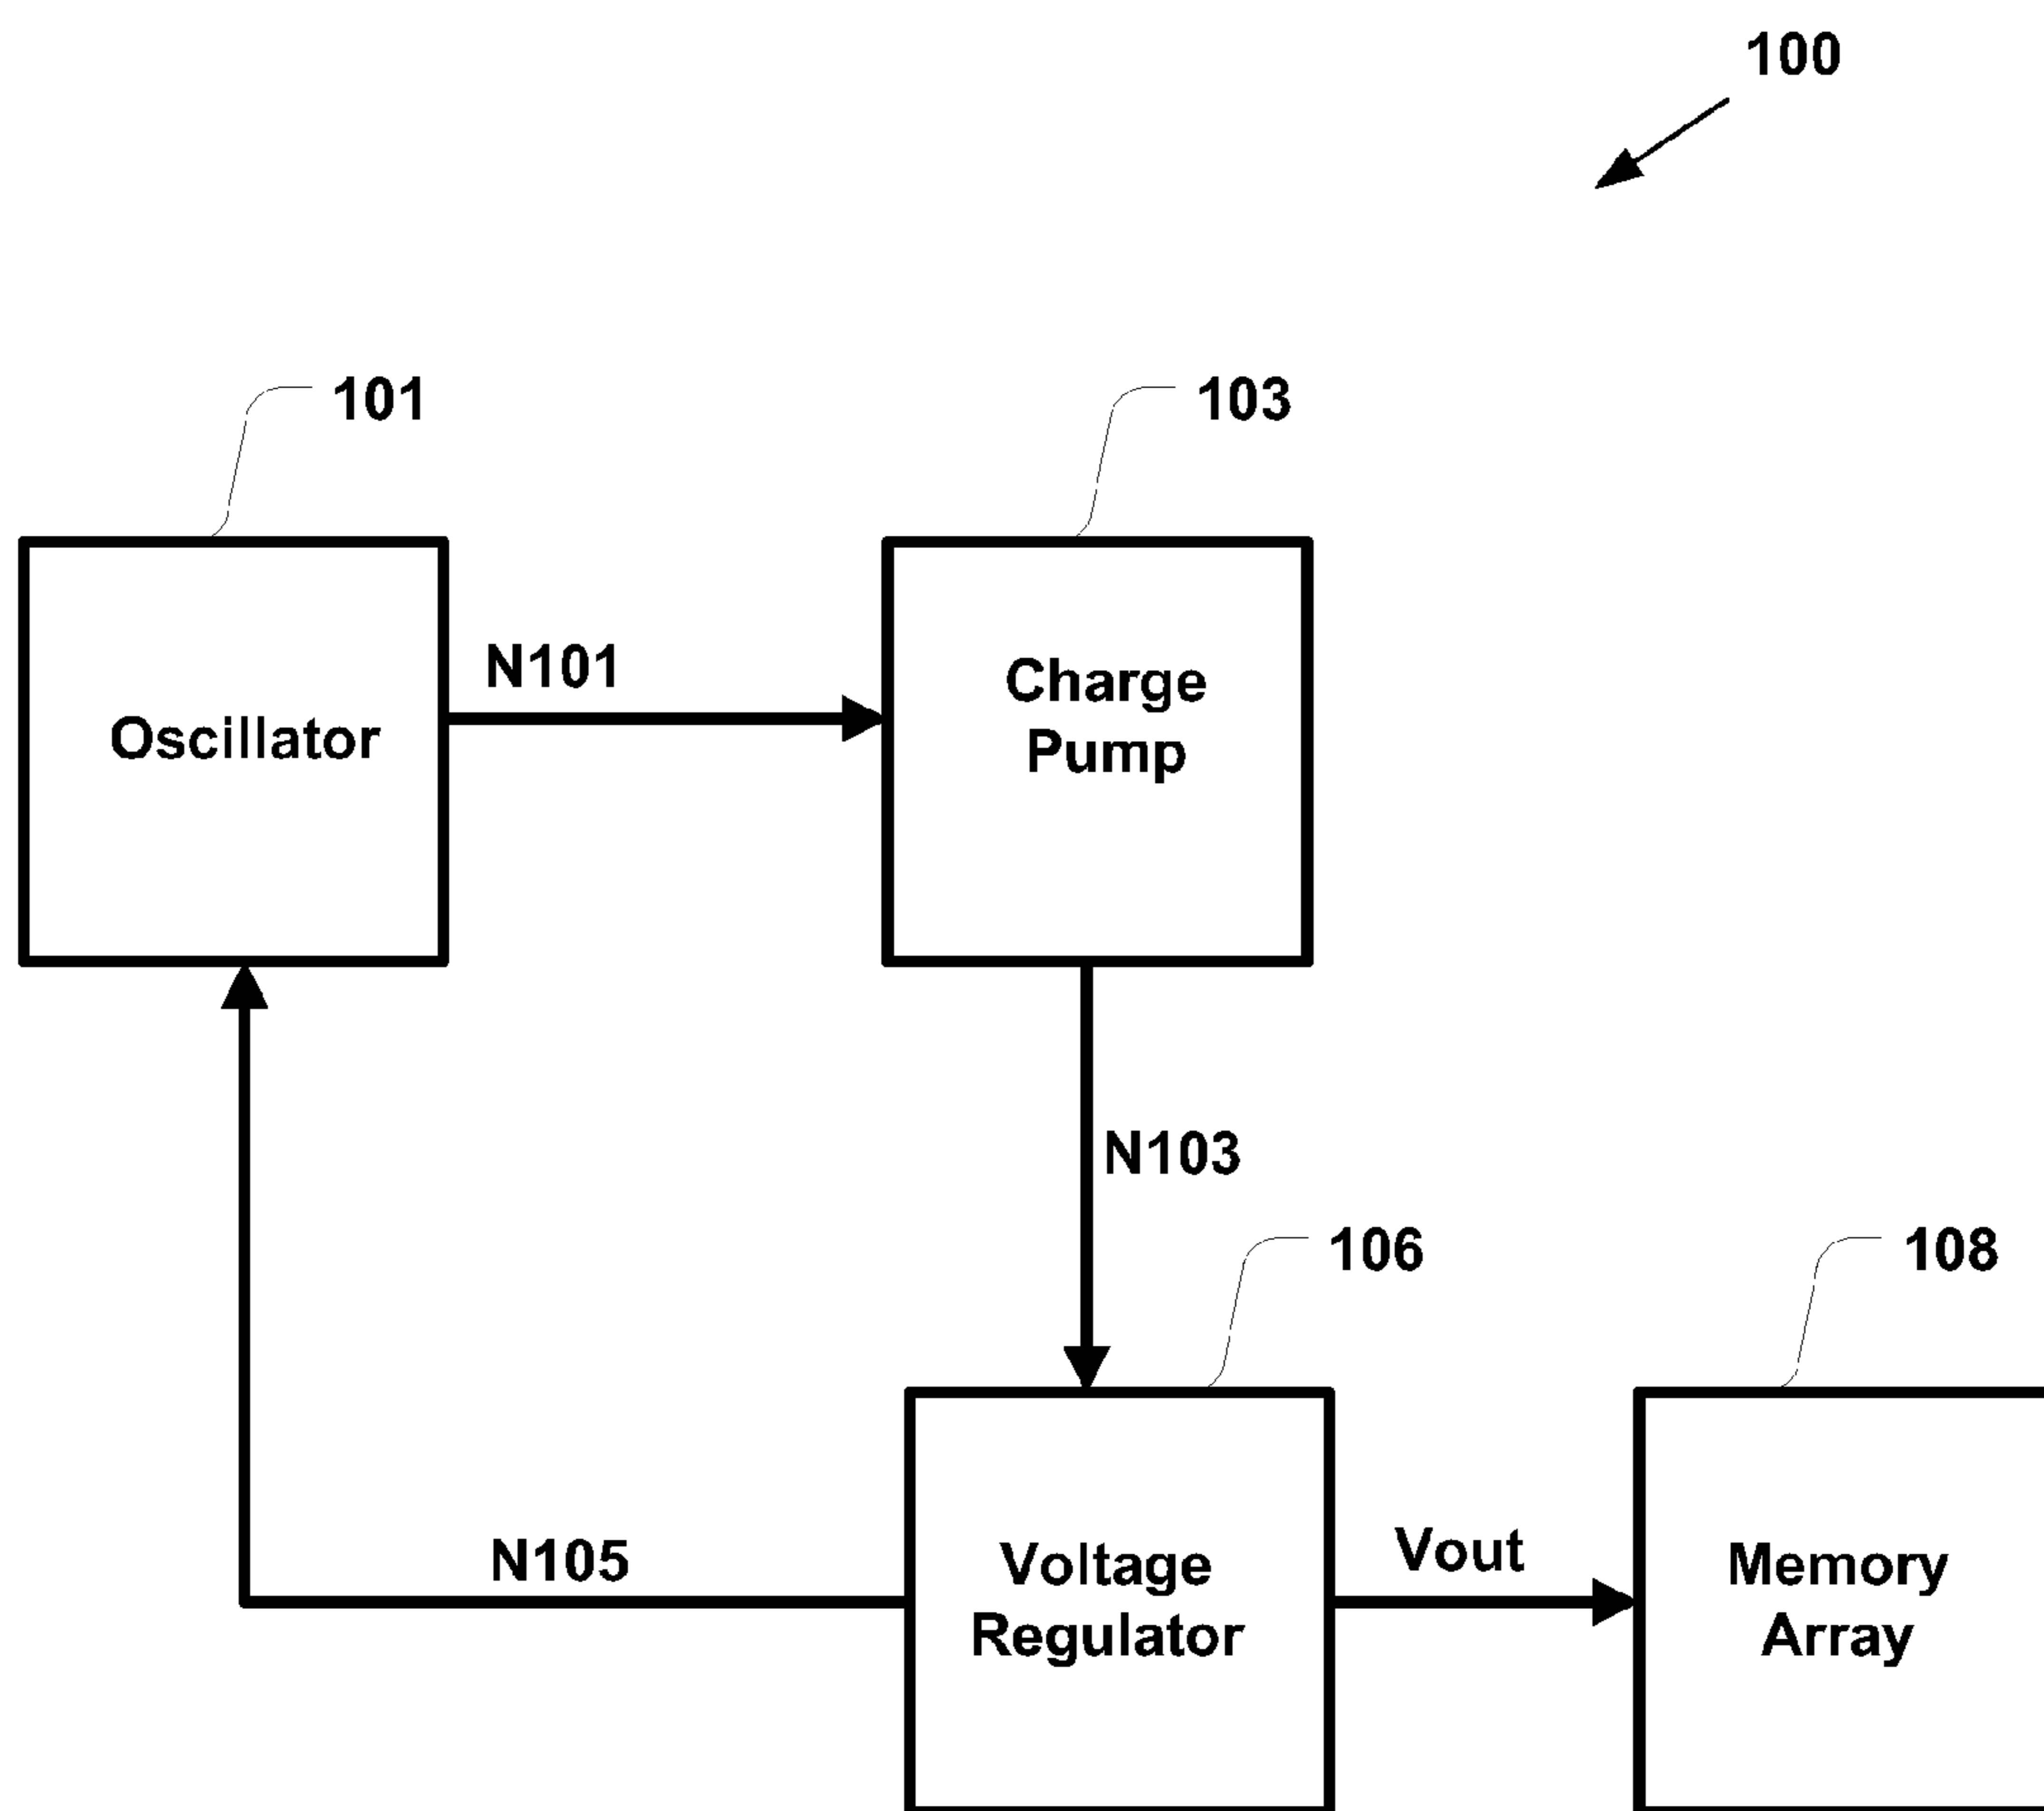 100
101
103
N101
Oscillator
Charge
Pump
N103
106
108
N105
Voltage
Regulator
Vout
Memory
Array